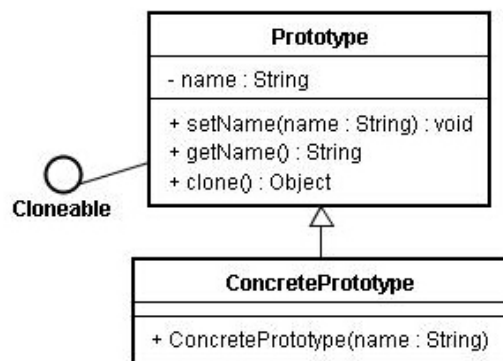 Prototype
- name : String
+ setName(name : String) : void
+ getName() : String
+ clone() : Object
Cloneable
ConcretePrototype
+ ConcretePrototype(name : String)